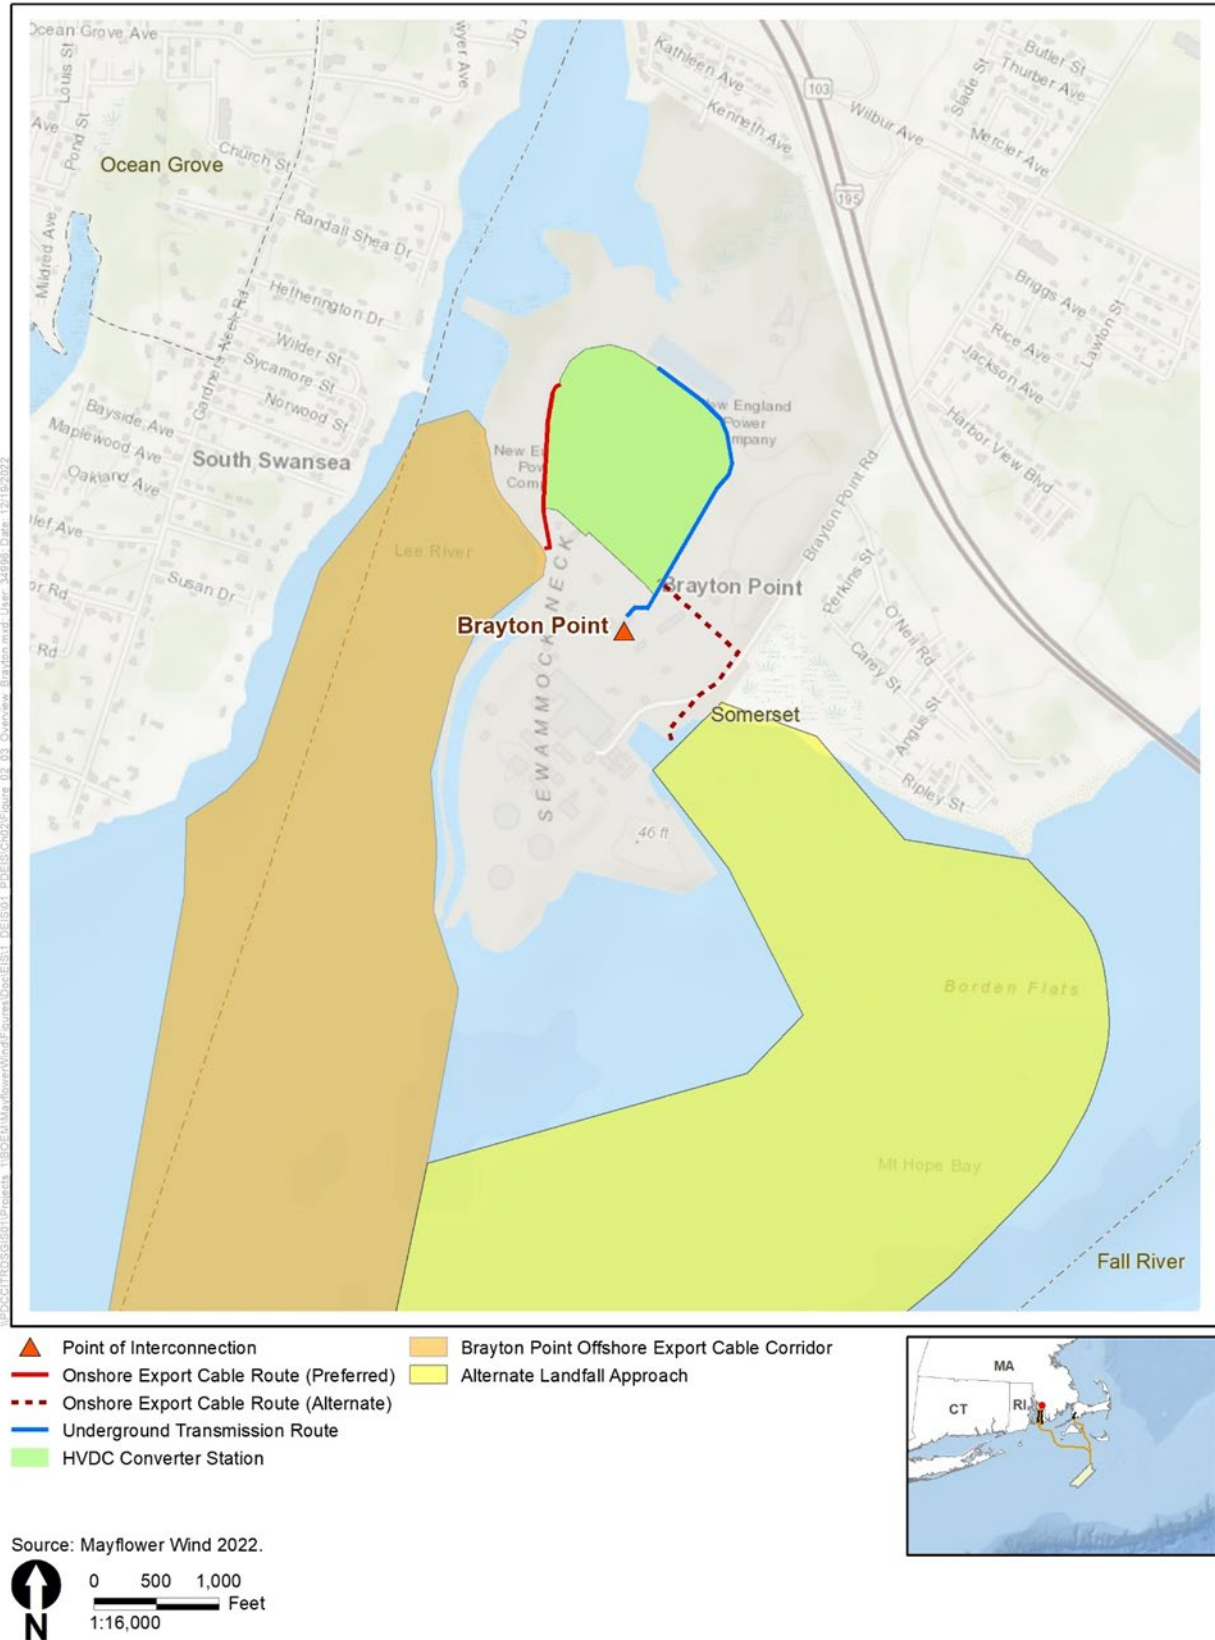 Ocean Grove Ave
Louis St
Pond St
Ave
Church St
Ocean Grove
Mildred Ave
Randall Shea Dr
Hetherington Dr
Gardners Neck Rd
Wilder St
Sycamore St
Norwood St
Bayside Ave
Maplewood Ave
Oakland Ave
South Swansea
Susan Dr
Rd
Lee River
Kathleen Ave
Kenneth Ave
103
Wilbur Ave
195
Slade St
Butler St
Thurber Ave
Mercier Ave
Briggs Ave
Rice Ave
Jackson Ave
Lawton St
Harbor View Blvd
New England
Power
Company
Brayton Point Rd
Brayton Point
Brayton Point
SEWAMMOCK NECK
Perkins St
O'Neil Rd
Carey St
Angus St
Ripley St
Somerset
46 ft
Borden Flats
Mt Hope Bay
Fall River
Point of Interconnection
Onshore Export Cable Route (Preferred)
Onshore Export Cable Route (Alternate)
Underground Transmission Route
HVDC Converter Station
Brayton Point Offshore Export Cable Corridor
Alternate Landfall Approach
MA
CT
RI
Source: Mayflower Wind 2022.
N
0 500 1,000
Feet
1:16,000